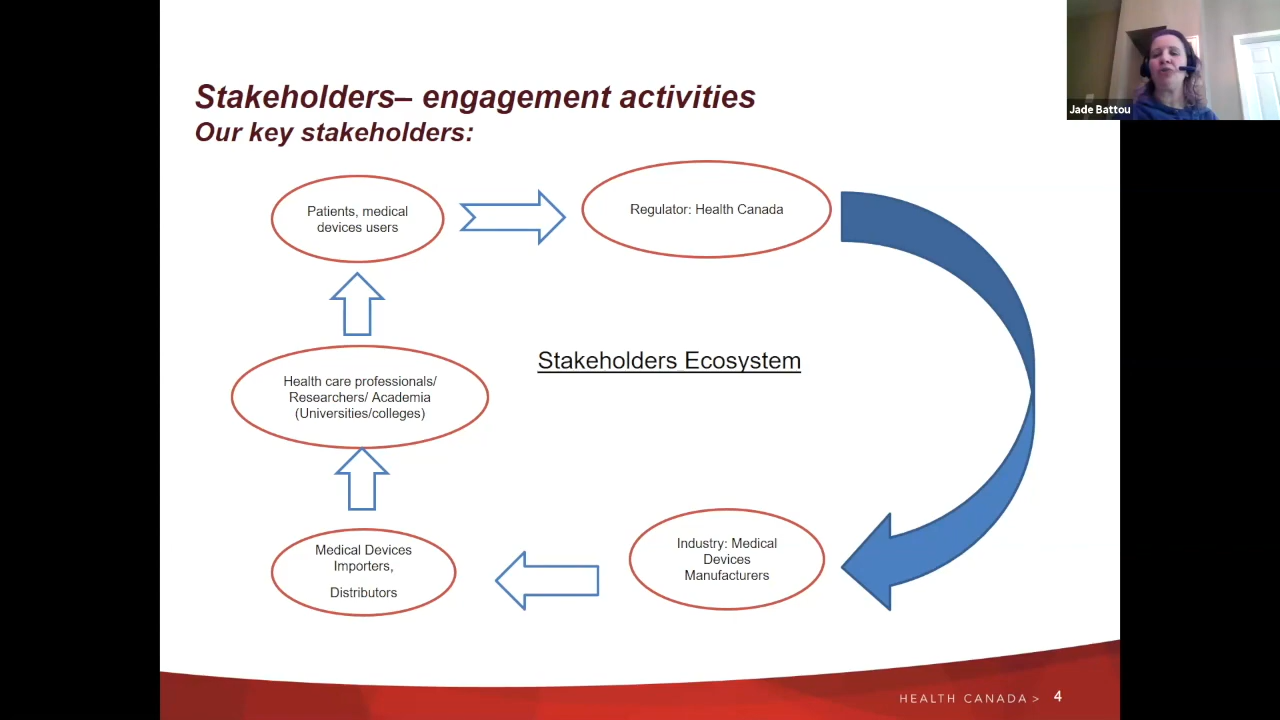 Stakeholders– engagement activities
Our key stakeholders:
Jade Battou
Patients, medical
devices users
Regulator: Health Canada
Health care professionals/
Researchers/ Academia
(Universities/colleges)
Stakeholders Ecosystem
Medical Devices
Importers,
Distributors
Industry: Medical
Devices
Manufacturers
HEALTH CANADA > 4